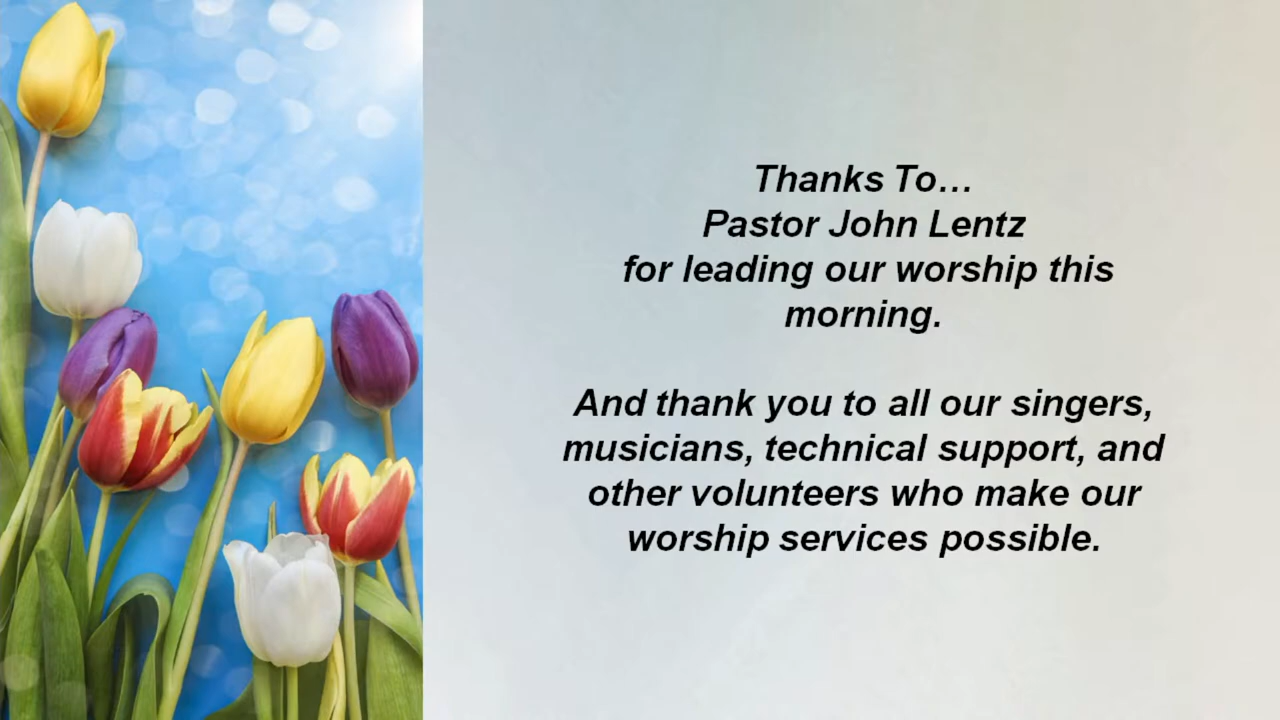 Thanks To…
Pastor John Lentz
for leading our worship this
morning.
And thank you to all our singers,
musicians, technical support, and
other volunteers who make our
worship services possible.